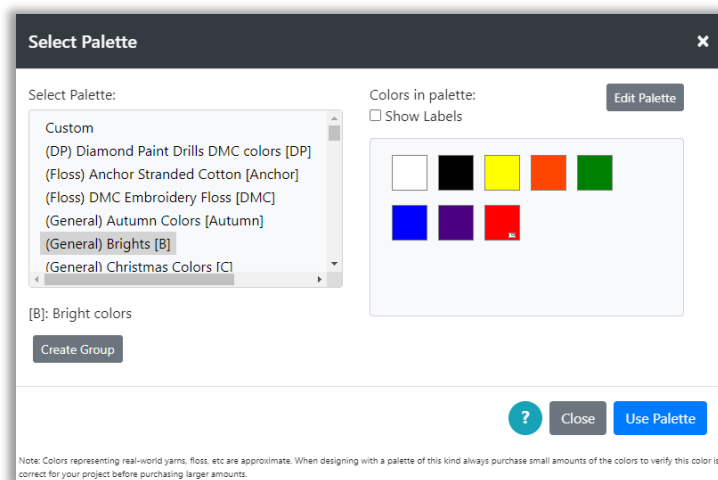 Select Palette
×
Select Palette:
Custom
(DP) Diamond Paint Drills DMC colors [DP]
(Floss) Anchor Stranded Cotton [Anchor]
(Floss) DMC Embroidery Floss [DMC]
(General) Autumn Colors [Autumn]
(General) Brights [B]
(General) Christmas Colors [C]
[B]: Bright colors
Create Group
Colors in palette:
Edit Palette
Show Labels
?
Close
Use Palette
Note: Colors representing real-world yarns, floss, etc are approximate. When designing with a palette of this kind always purchase small amounts of the colors to verify this color is
correct for your project before purchasing larger amounts.